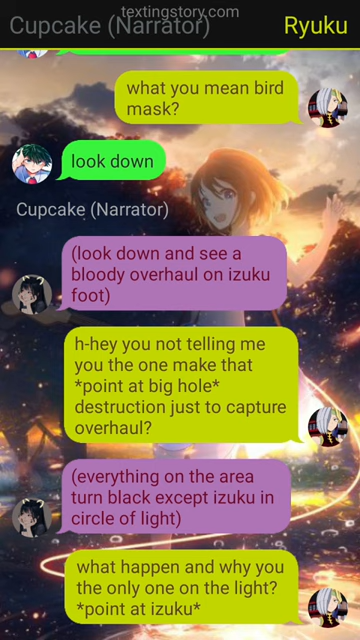 textingstory.com
Cupcake (Narrator)
Ryuku
what you mean bird
mask?
look down
Cupcake (Narrator)
(look down and see a
bloody overhaul on izuku
foot)
h-hey you not telling me
you the one make that
*point at big hole*
destruction just to capture
overhaul?
(everything on the area
turn black except izuku in
circle of light)
what happen and why you
the only one on the light?
*point at izuku*